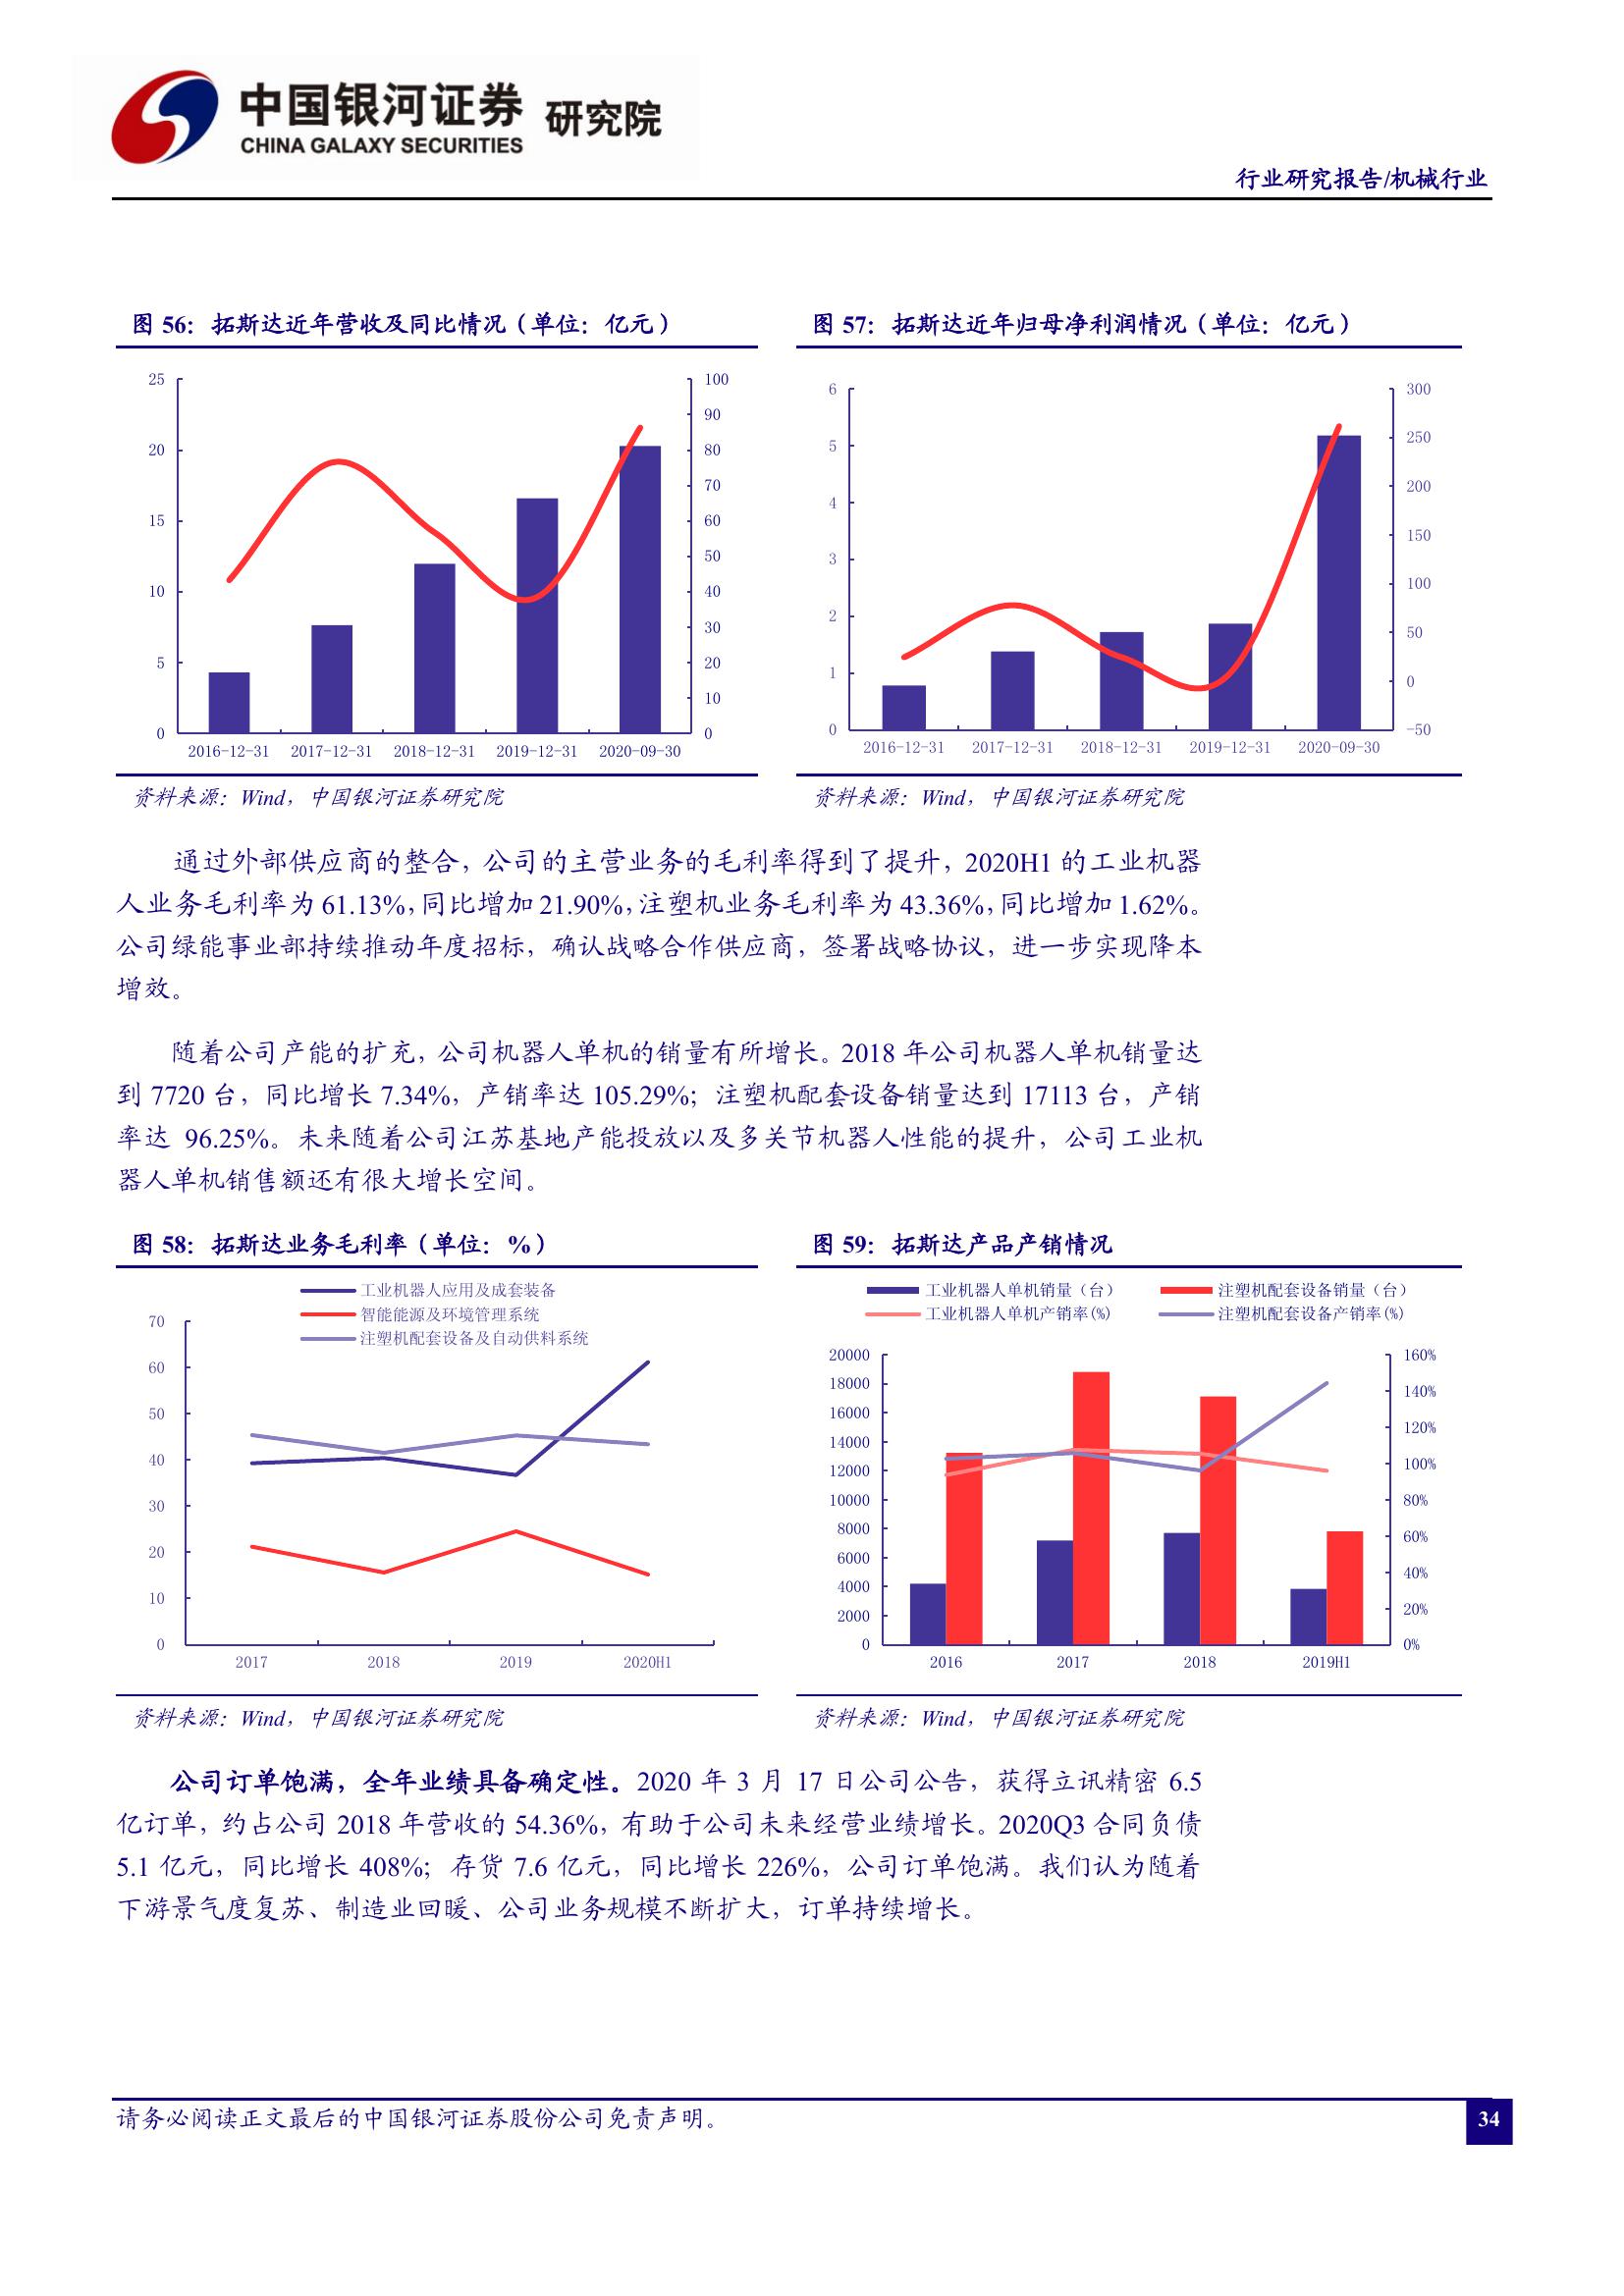 中国银河证券 研究院
CHINA GALAXY SECURITIES
行业研究报告/机械行业
图 56：拓斯达近年营收及同比情况（单位：亿元）
25
20
15
10
5
0
100
90
80
70
60
50
40
30
20
10
0
2016-12-31 2017-12-31 2018-12-31 2019-12-31 2020-09-30
资料来源：Wind，中国银河证券研究院
图 57：拓斯达近年归母净利润情况（单位：亿元）
6
5
4
3
2
1
0
300
250
200
150
100
50
0
-50
2016-12-31 2017-12-31 2018-12-31 2019-12-31 2020-09-30
资料来源：Wind，中国银河证券研究院
通过外部供应商的整合，公司的主营业务的毛利率得到了提升，2020H1 的工业机器
人业务毛利率为 61.13%，同比增加 21.90%，注塑机业务毛利率为 43.36%，同比增加 1.62%。
公司绿能事业部持续推动年度招标，确认战略合作供应商，签署战略协议，进一步实现降本
增效。
随着公司产能的扩充，公司机器人单机的销量有所增长。2018 年公司机器人单机销量达
到 7720 台，同比增长 7.34%，产销率达 105.29%；注塑机配套设备销量达到 17113 台，产销
率达 96.25%。未来随着公司江苏基地产能投放以及多关节机器人性能的提升，公司工业机
器人单机销售额还有很大增长空间。
图 58：拓斯达业务毛利率（单位：%）
工业机器人应用及成套装备
智能能源及环境管理系统
注塑机配套设备及自动供料系统
70
60
50
40
30
20
10
0
2017 2018 2019 2020H1
资料来源：Wind，中国银河证券研究院
图 59：拓斯达产品产销情况
工业机器人单机销量（台） 注塑机配套设备销量（台）
工业机器人单机产销率(%) 注塑机配套设备产销率(%)
20000
18000
16000
14000
12000
10000
8000
6000
4000
2000
0
160%
140%
120%
100%
80%
60%
40%
20%
0%
2016 2017 2018 2019H1
资料来源：Wind，中国银河证券研究院
公司订单饱满，全年业绩具备确定性。2020 年 3 月 17 日公司公告，获得立讯精密 6.5
亿订单，约占公司 2018 年营收的 54.36%，有助于公司未来经营业绩增长。2020Q3 合同负债
5.1 亿元，同比增长 408%；存货 7.6 亿元，同比增长 226%，公司订单饱满。我们认为随着
下游景气度复苏、制造业回暖、公司业务规模不断扩大，订单持续增长。
请务必阅读正文最后的中国银河证券股份公司免责声明。
34